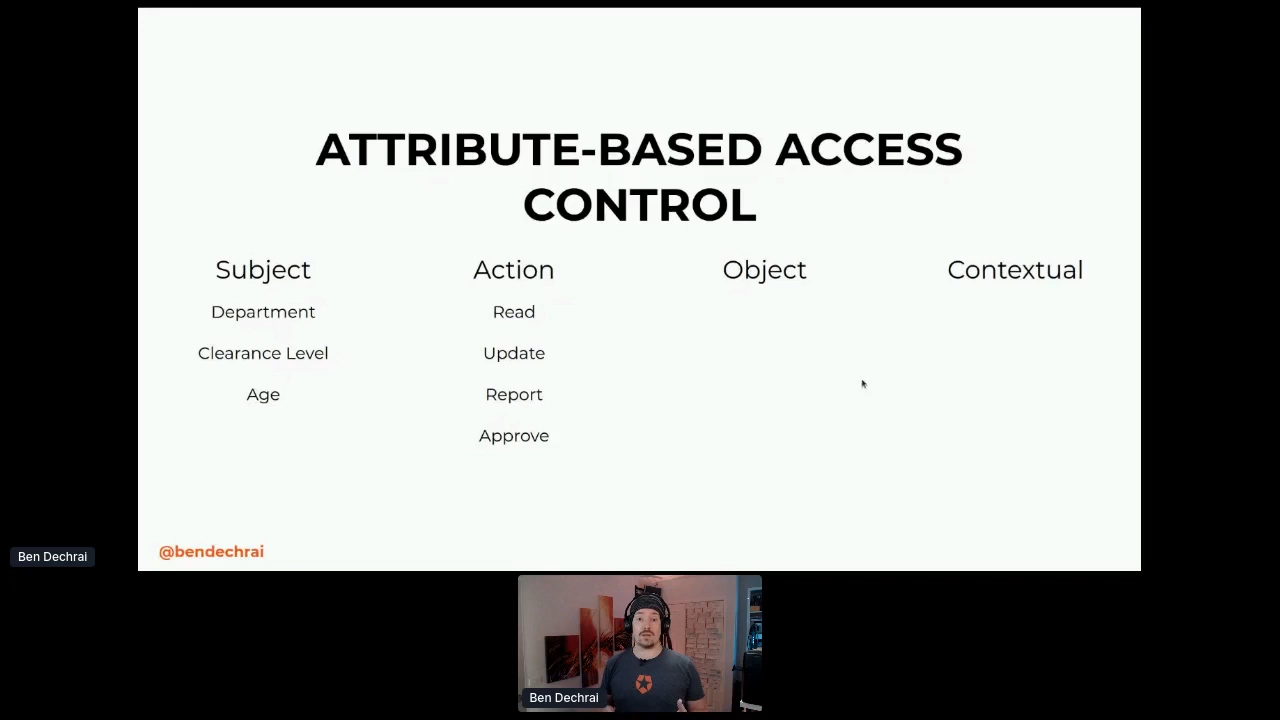 ATTRIBUTE-BASED ACCESS
CONTROL
Subject
Department
Clearance Level
Age
Action
Read
Update
Report
Approve
Object
Contextual
@bendechrai
Ben Dechrai
Ben Dechrai